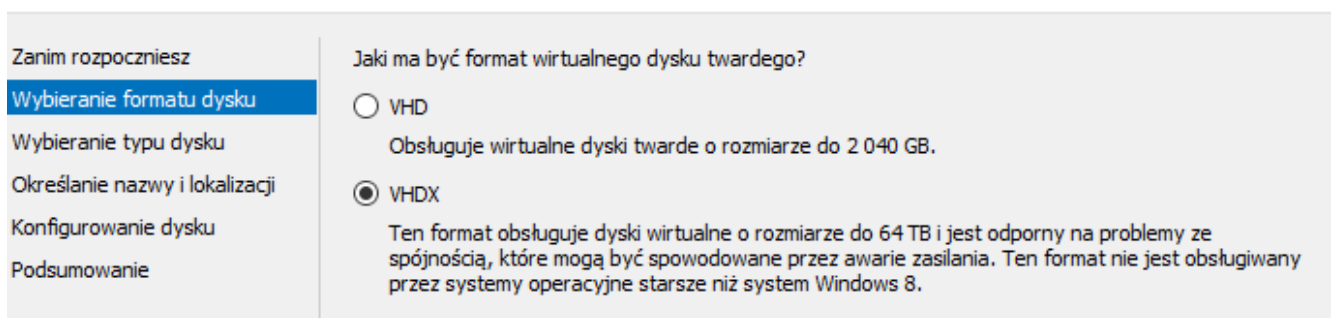 Zanim rozpoczniesz
Wybieranie formatu dysku
Wybieranie typu dysku
Określanie nazwy i lokalizacji
Konfigurowanie dysku
Podsumowanie
Jaki ma być format wirtualnego dysku twardego?
VHD
Obsługuje wirtualne dyski twarde o rozmiarze do 2 040 GB.
VHDX
Ten format obsługuje dyski wirtualne o rozmiarze do 64 TB i jest odporny na problemy ze
spójnością, które mogą być spowodowane przez awarie zasilania. Ten format nie jest obsługiwany
przez systemy operacyjne starsze niż system Windows 8.